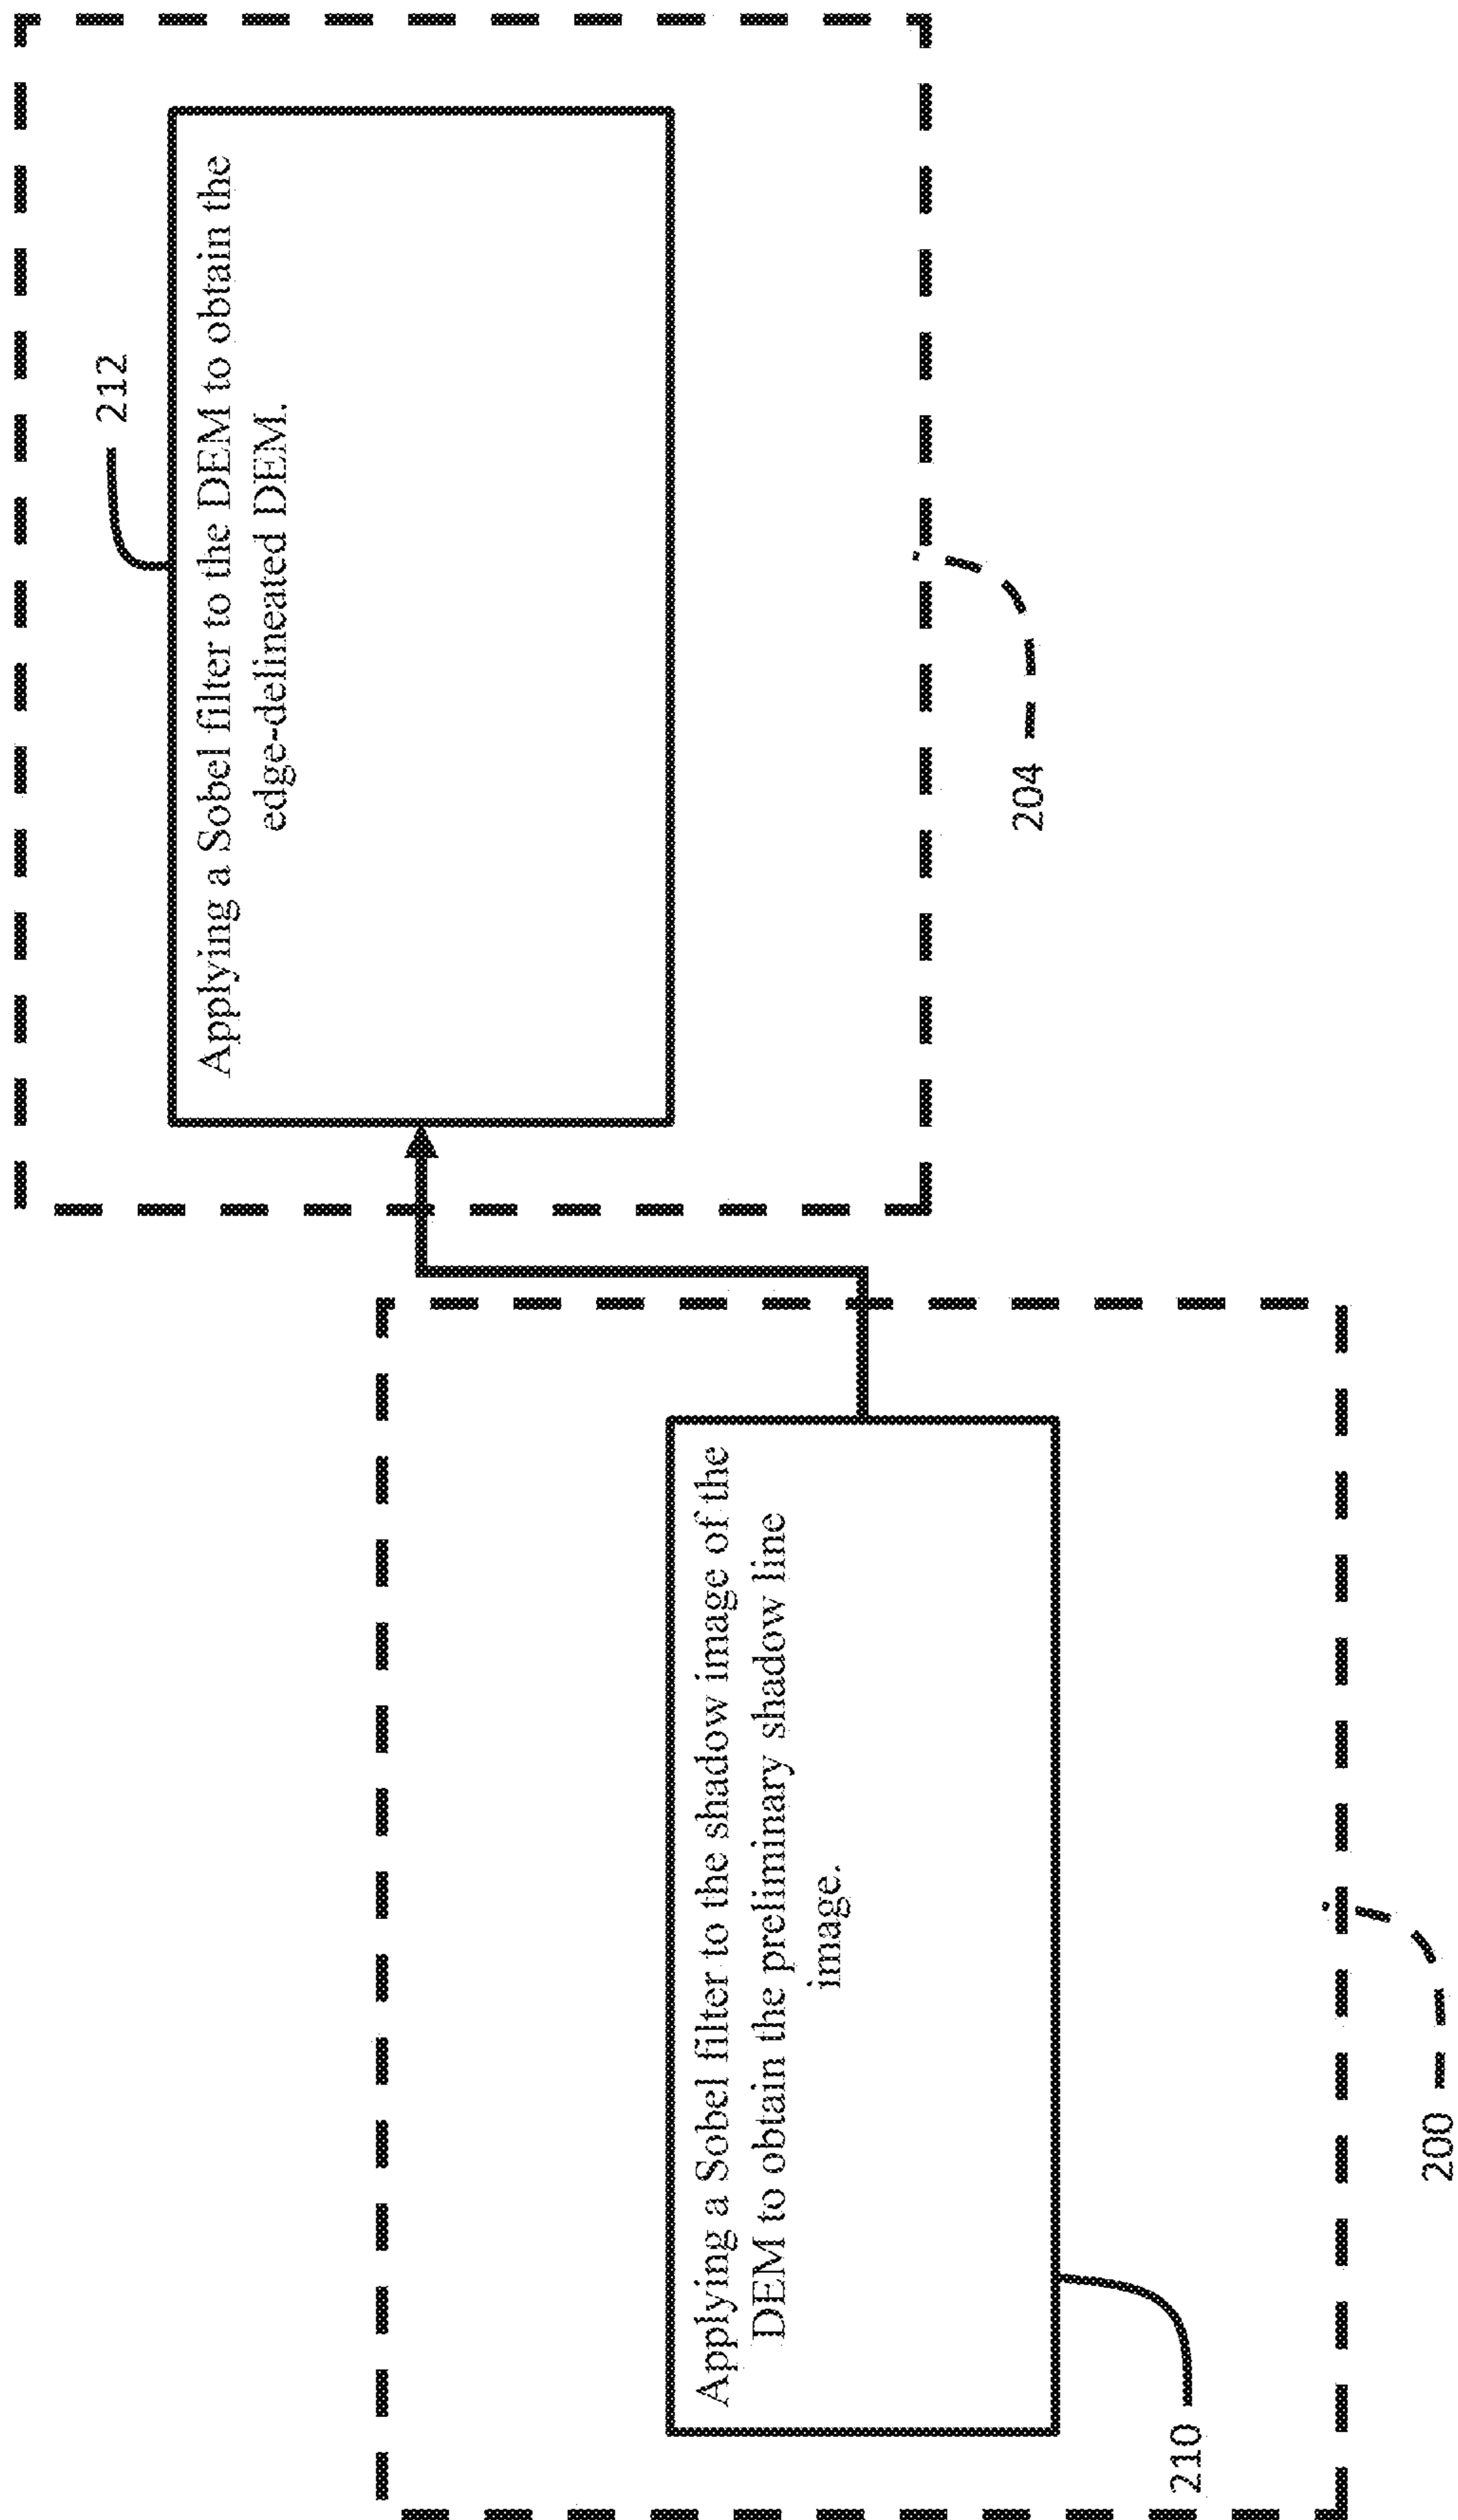 Applying a Sobel filter to the shadow image of the
DEM to obtain the preliminary shadow line
image.
210
200
212
Applying a Sobel filter to the DEM to obtain the
edge-delineated DEM.
204